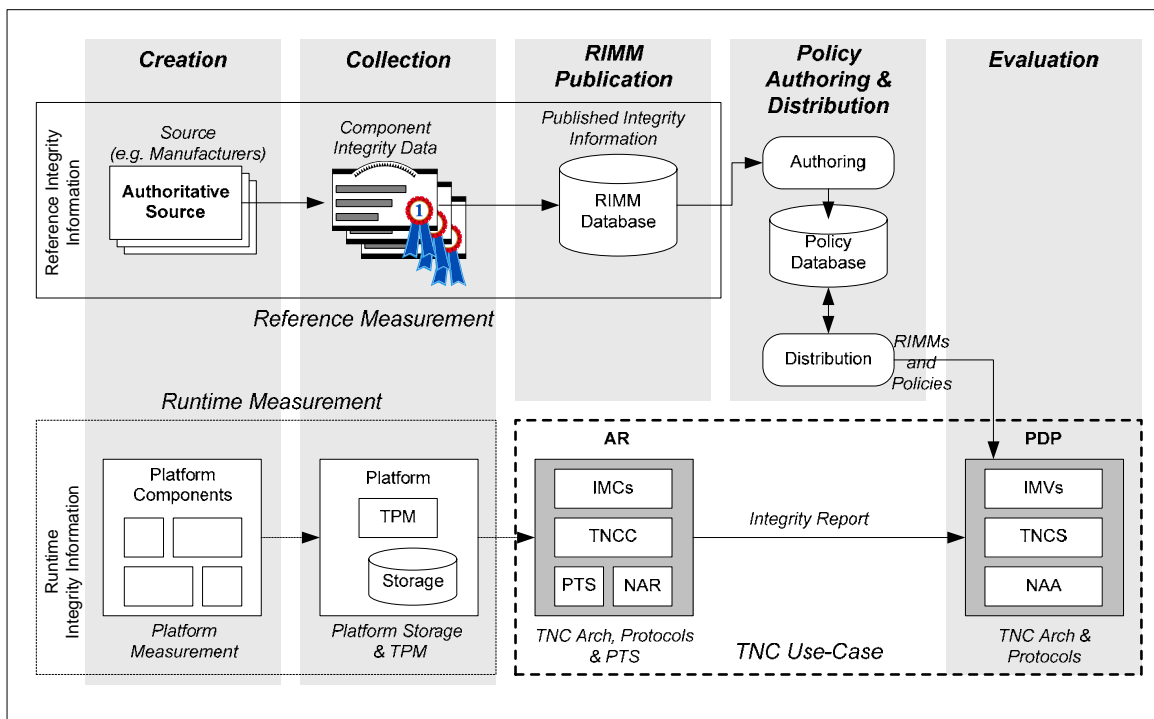 Creation
Collection
RIMM
Publication
Policy
Authoring &
Distribution
Evaluation
Reference Integrity
Information
Source
(e.g. Manufacturers)
Authoritative
Source
Component
Integrity Data
1
Published Integrity
Information
RIMM
Database
Authoring
Policy
Database
Distribution
RIMMs
and
Policies
Reference Measurement
Runtime Measurement
Runtime
Integrity Information
Platform
Components
Platform
Measurement
Platform
TPM
Storage
Platform Storage
& TPM
AR
IMCs
TNCC
PTS
NAR
TNC Arch, Protocols
& PTS
Integrity Report
TNC Use-Case
PDP
IMVs
TNCS
NAA
TNC Arch &
Protocols